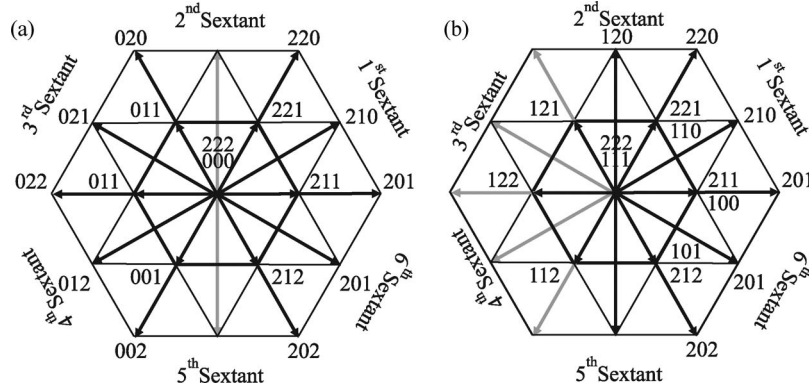 (a)
2nd Sextant
020 220
3rd Sextant
1st Sextant
021 011 221 210
222
000
022 011 211 201
4th Sextant
6th Sextant
012 001 212 201
002 202
5th Sextant
(b)
2nd Sextant
120 220
3rd Sextant
1st Sextant
121 221 210
110
222
111
122 211 201
100
4th Sextant
6th Sextant
101
112 212 201
202
5th Sextant